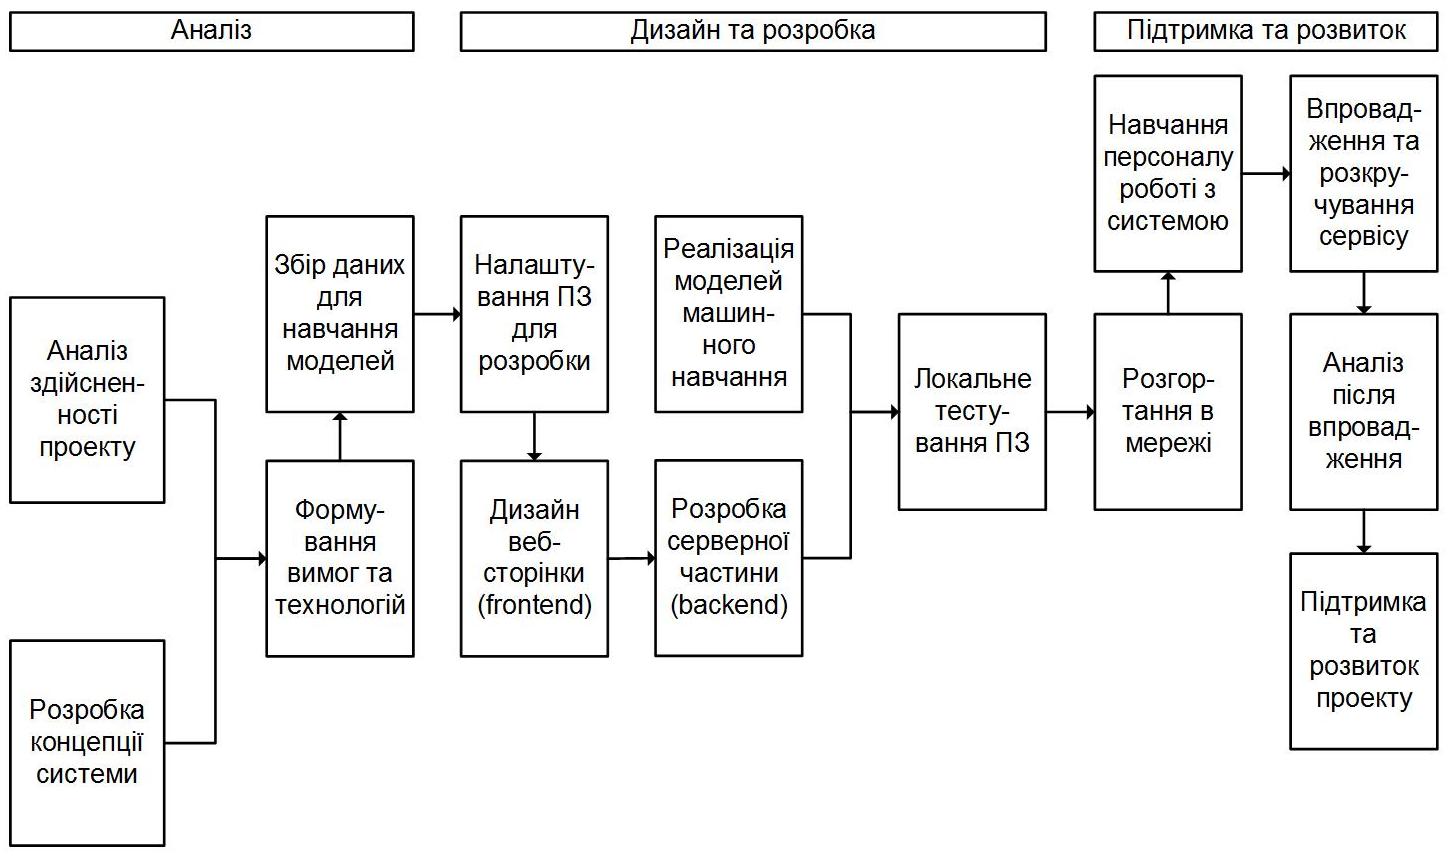 Аналіз
Дизайн та розробка
Підтримка та розвиток
Аналіз
здійснен-
ності
проекту
Розробка
концепції
системи
Збір даних
для
навчання
моделей
Форму-
вання
вимог та
технологій
Налашту-
вання ПЗ
для
розробки
Дизайн
веб-
сторінки
(frontend)
Реалізація
моделей
машин-
ного
навчання
Розробка
серверної
частини
(backend)
Локальне
тесту-
вання ПЗ
Розгор-
тання в
мережі
Навчання
персоналу
роботі з
системою
Впровад-
ження та
розкру-
чування
сервісу
Аналіз
після
впровад-
ження
Підтримка
та
розвиток
проекту